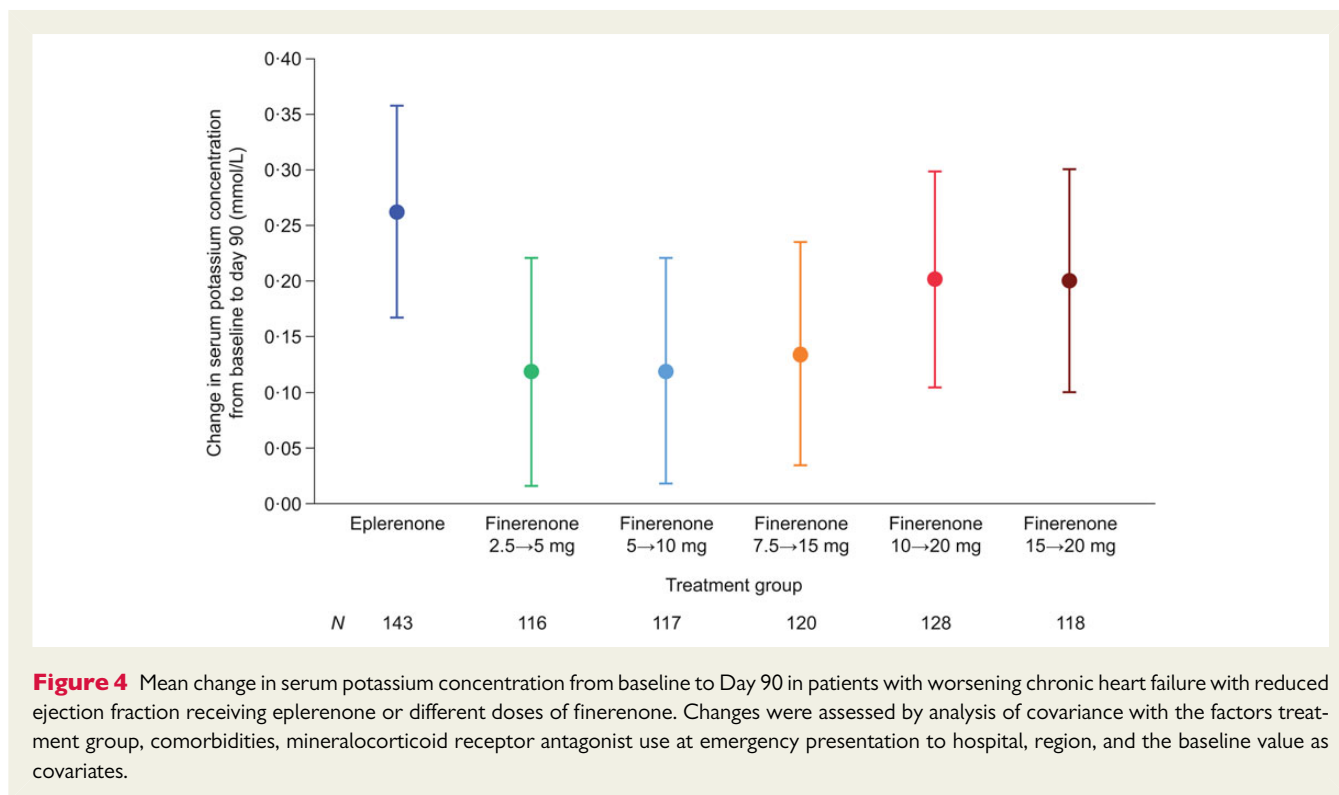 0·40
0·35
0·30
0·25
0·20
0·15
0·10
0·05
0·00
Change in serum potassium concentration
from baseline to day 90 (mmol/L)
Eplerenone
Finerenone
2.5→5 mg
Finerenone
5→10 mg
Finerenone
7.5→15 mg
Finerenone
10→20 mg
Finerenone
15→20 mg
Treatment group
N 143 116 117 120 128 118
Figure 4 Mean change in serum potassium concentration from baseline to Day 90 in patients with worsening chronic heart failure with reduced
ejection fraction receiving eplerenone or different doses of finerenone. Changes were assessed by analysis of covariance with the factors treat-
ment group, comorbidities, mineralocorticoid receptor antagonist use at emergency presentation to hospital, region, and the baseline value as
covariates.